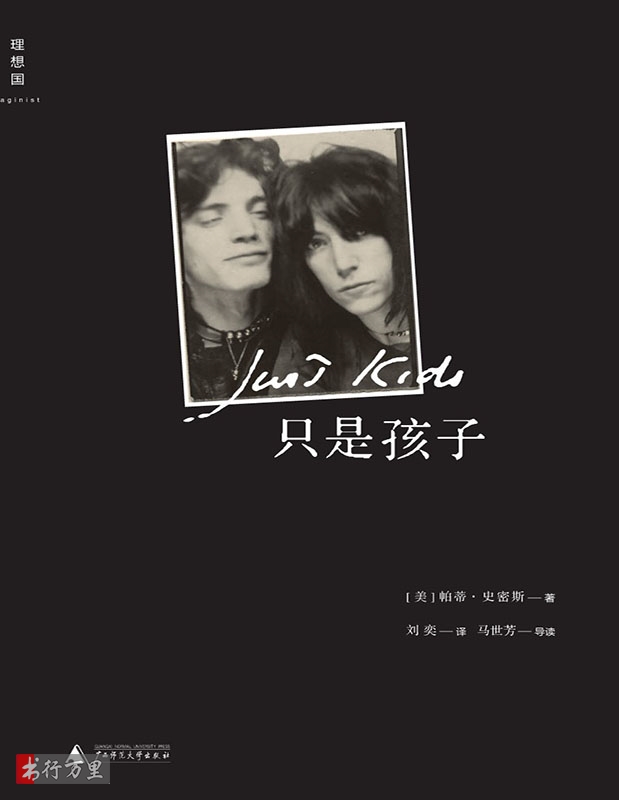 理
想
国
aginist
Just Kids
只是孩子
[美]帕蒂·史密斯—著
刘奕—译 马世芳—导读
GUANGXI NORMAL UNIVERSITY PRESS
广西师范大学出版社
书行万里